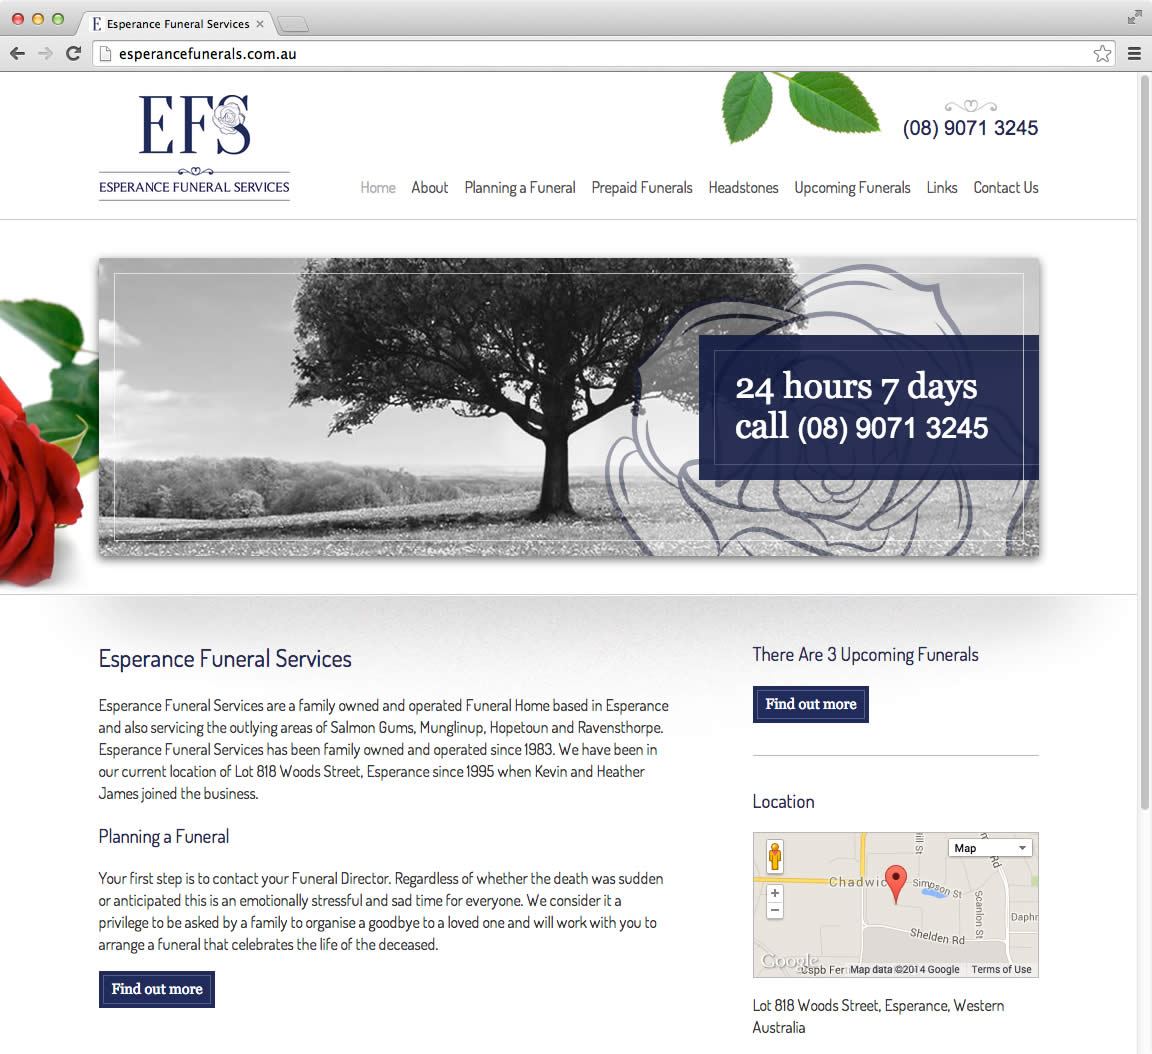 Esperance Funeral Services
esperancefunerals.com.au
EFS
ESPERANCE FUNERAL SERVICES
(08) 9071 3245
Home About Planning a Funeral Prepaid Funerals Headstones Upcoming Funerals Links Contact Us
24 hours 7 days
call (08) 9071 3245
Esperance Funeral Services
Esperance Funeral Services are a family owned and operated Funeral Home based in Esperance
and also servicing the outlying areas of Salmon Gums, Munglinup, Hopetoun and Ravensthorpe.
Esperance Funeral Services has been family owned and operated since 1983. We have been in
our current location of Lot 818 Woods Street, Esperance since 1995 when Kevin and Heather
James joined the business.
Planning a Funeral
Your first step is to contact your Funeral Director. Regardless of whether the death was sudden
or anticipated this is an emotionally stressful and sad time for everyone. We consider it a
privilege to be asked by a family to organise a goodbye to a loved one and will work with you to
arrange a funeral that celebrates the life of the deceased.
Find out more
There Are 3 Upcoming Funerals
Find out more
Location
Map
Chadwic
Simpson St
Scanlon St
Daphn
Shelden Rd
Google
Map data ©2014 Google Terms of Use
Lot 818 Woods Street, Esperance, Western
Australia